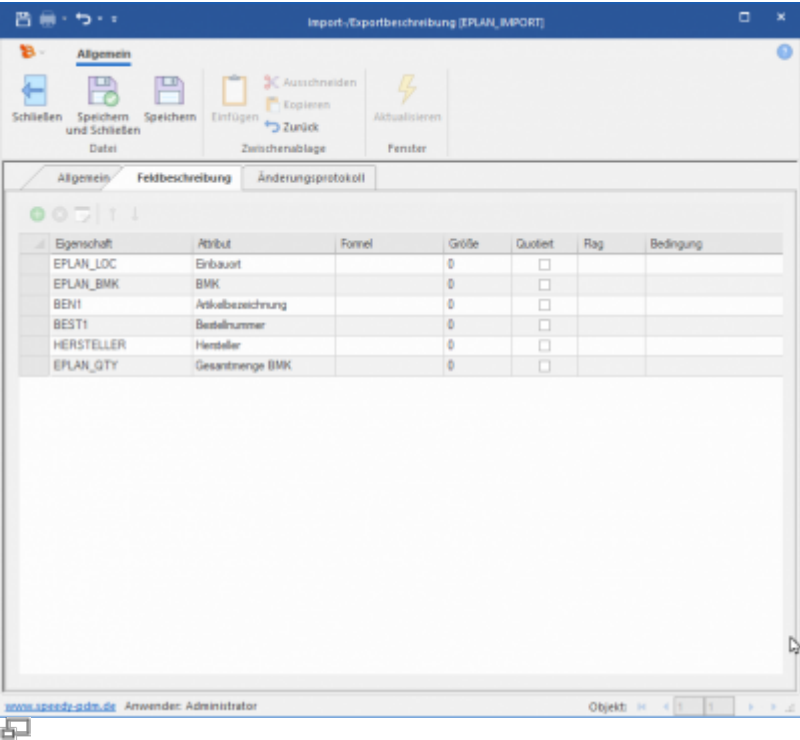 Import-/Exportbeschreibung [EPLAN_IMPORT]
Allgemein
Schließen
Speichern und Schließen
Speichern
Einfügen
Ausschneiden
Kopieren
Zurück
Aktualisieren
Datei
Zwischenablage
Fenster
Allgemein Feldbeschreibung Änderungsprotokoll
Eigenschaft Attribut Formel Größe Quotiert Flag Bedingung
EPLAN_LOC Einbauort 0
EPLAN_BMK BMK 0
BEN1 Artikelbezeichnung 0
BEST1 Bestellnummer 0
HERSTELLER Hersteller 0
EPLAN_QTY Gesamtmenge BMK 0
www.speedy-pdm.de Anwender: Administrator Objekt: 1 1